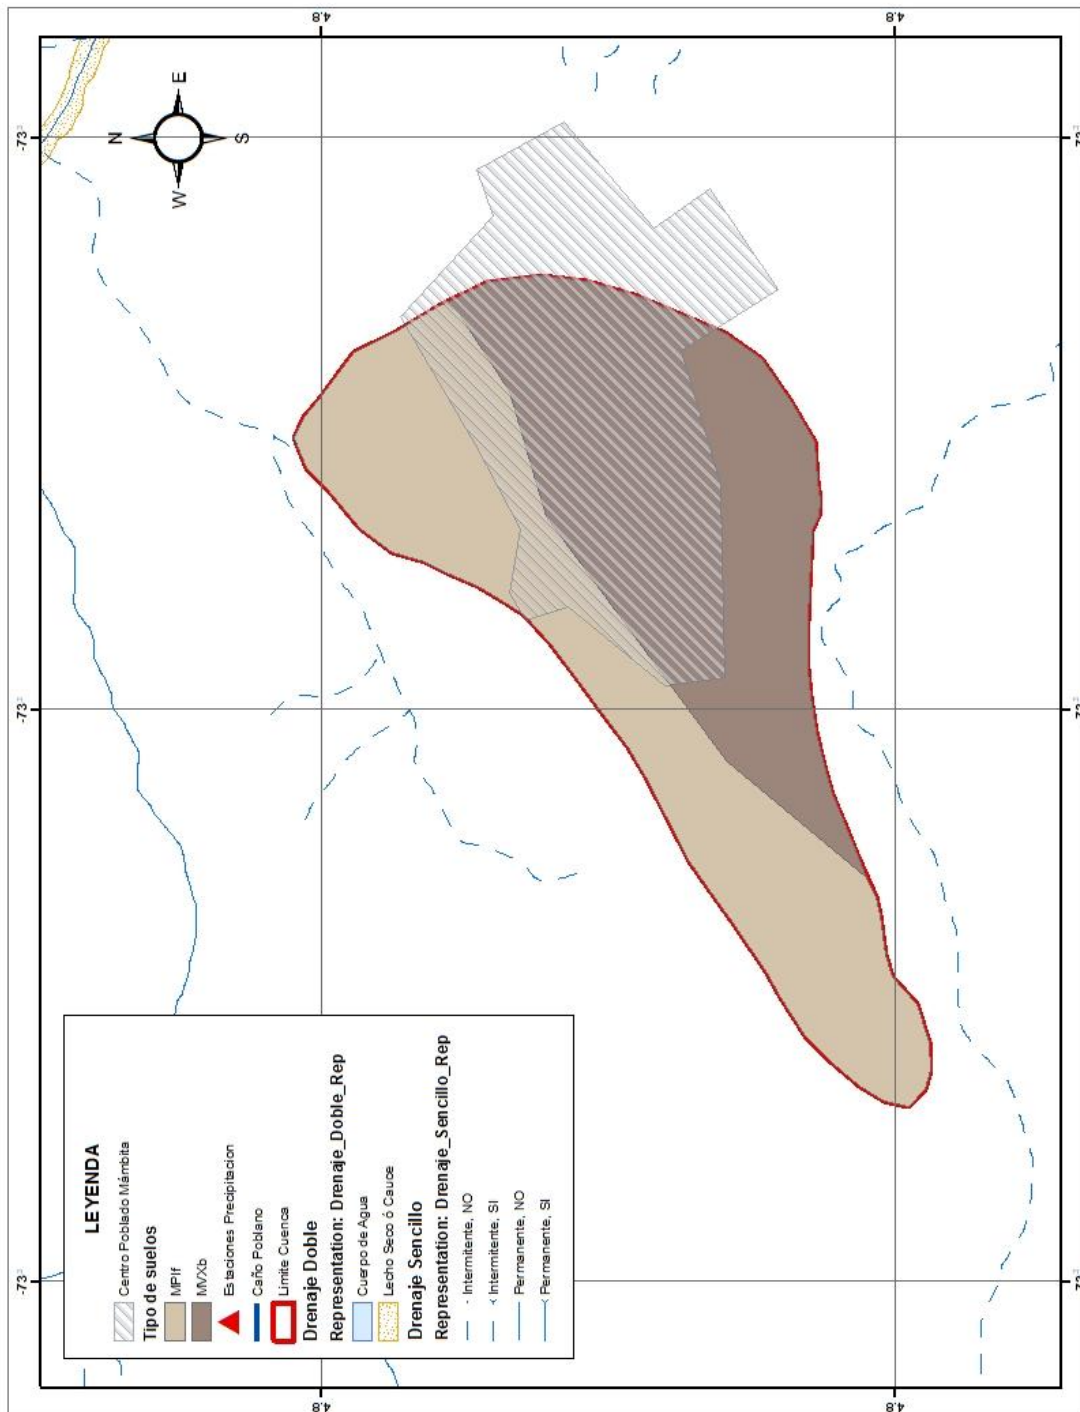 4.8
4.8
-73
-73
-73
N
E
S
W
LEYENDA
Centro Poblado Mámbita
Tipo de suelos
MPIf
MVXb
Estaciones Precipitacion
Caño Poblano
Limite Cuenca
Drenaje Doble
Representation: Drenaje_Doble_Rep
Cuerpo de Agua
Lecho Seco ó Cauce
Drenaje Sencillo
Representation: Drenaje_Sencillo_Rep
Intermitente, NO
Intermitente, SI
Permanente, NO
Permanente, SI
4.8
4.8